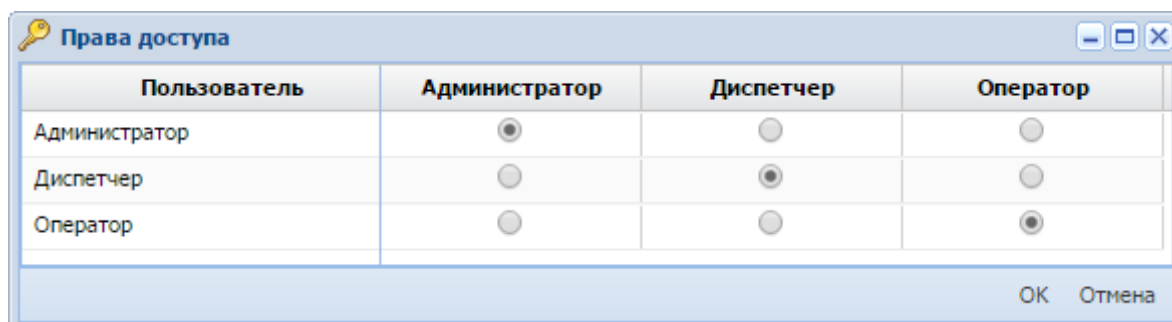 Права доступа
Пользователь Администратор Диспетчер Оператор
Администратор
Диспетчер
Оператор
OK Отмена